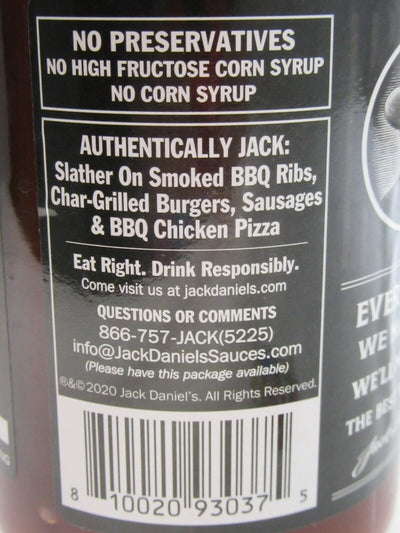 NO PRESERVATIVES
NO HIGH FRUCTOSE CORN SYRUP
NO CORN SYRUP
AUTHENTICALLY JACK:
Slather On Smoked BBQ Ribs,
Char-Grilled Burgers, Sausages
& BBQ Chicken Pizza
Eat Right. Drink Responsibly.
Come visit us at jackdaniels.com
QUESTIONS OR COMMENTS
866-757-JACK(5225)
info@JackDanielsSauces.com
(Please have this package available)
®&©2020 Jack Daniel's. All Rights Reserved.
8 10020 93037 5
WE
WE'LL
THE